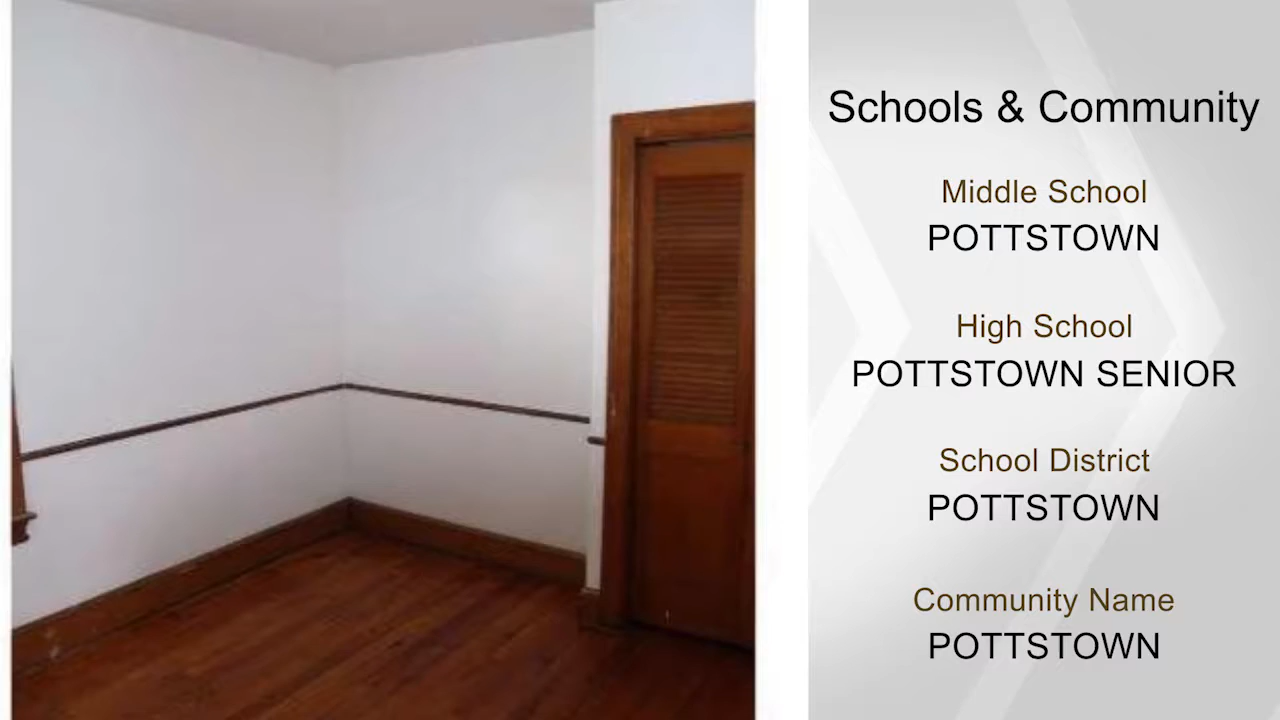 Schools & Community
Middle School
POTTSTOWN
High School
POTTSTOWN SENIOR
School District
POTTSTOWN
Community Name
POTTSTOWN